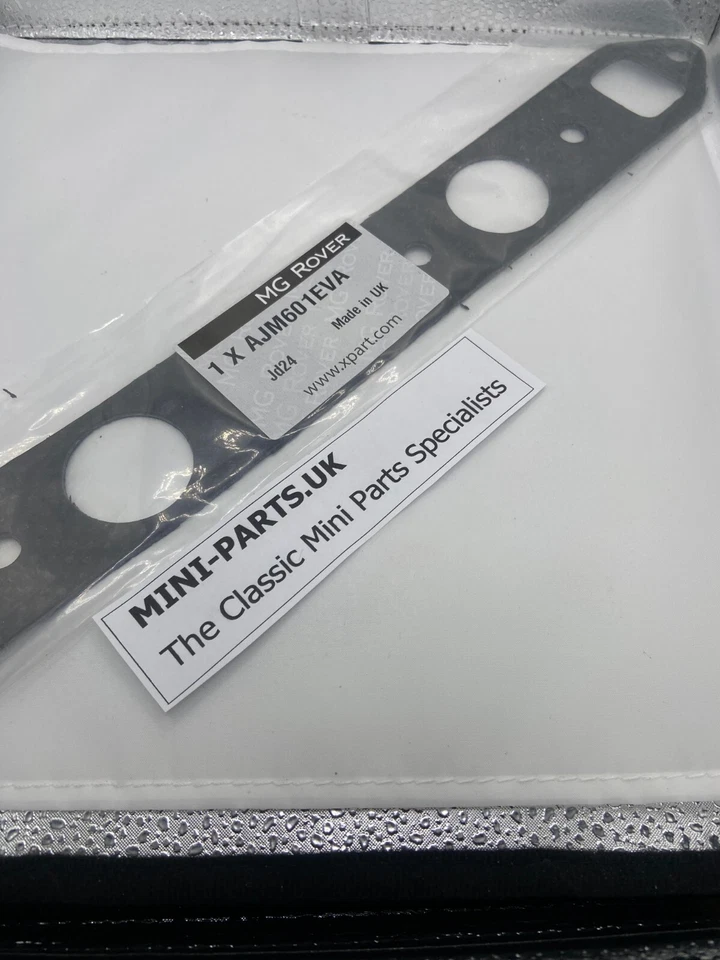 MG ROVER
1 X AJM601EVA
Jd24
Made in UK
www.xpart.com
MINI-PARTS.UK
The Classic Mini Parts Specialists